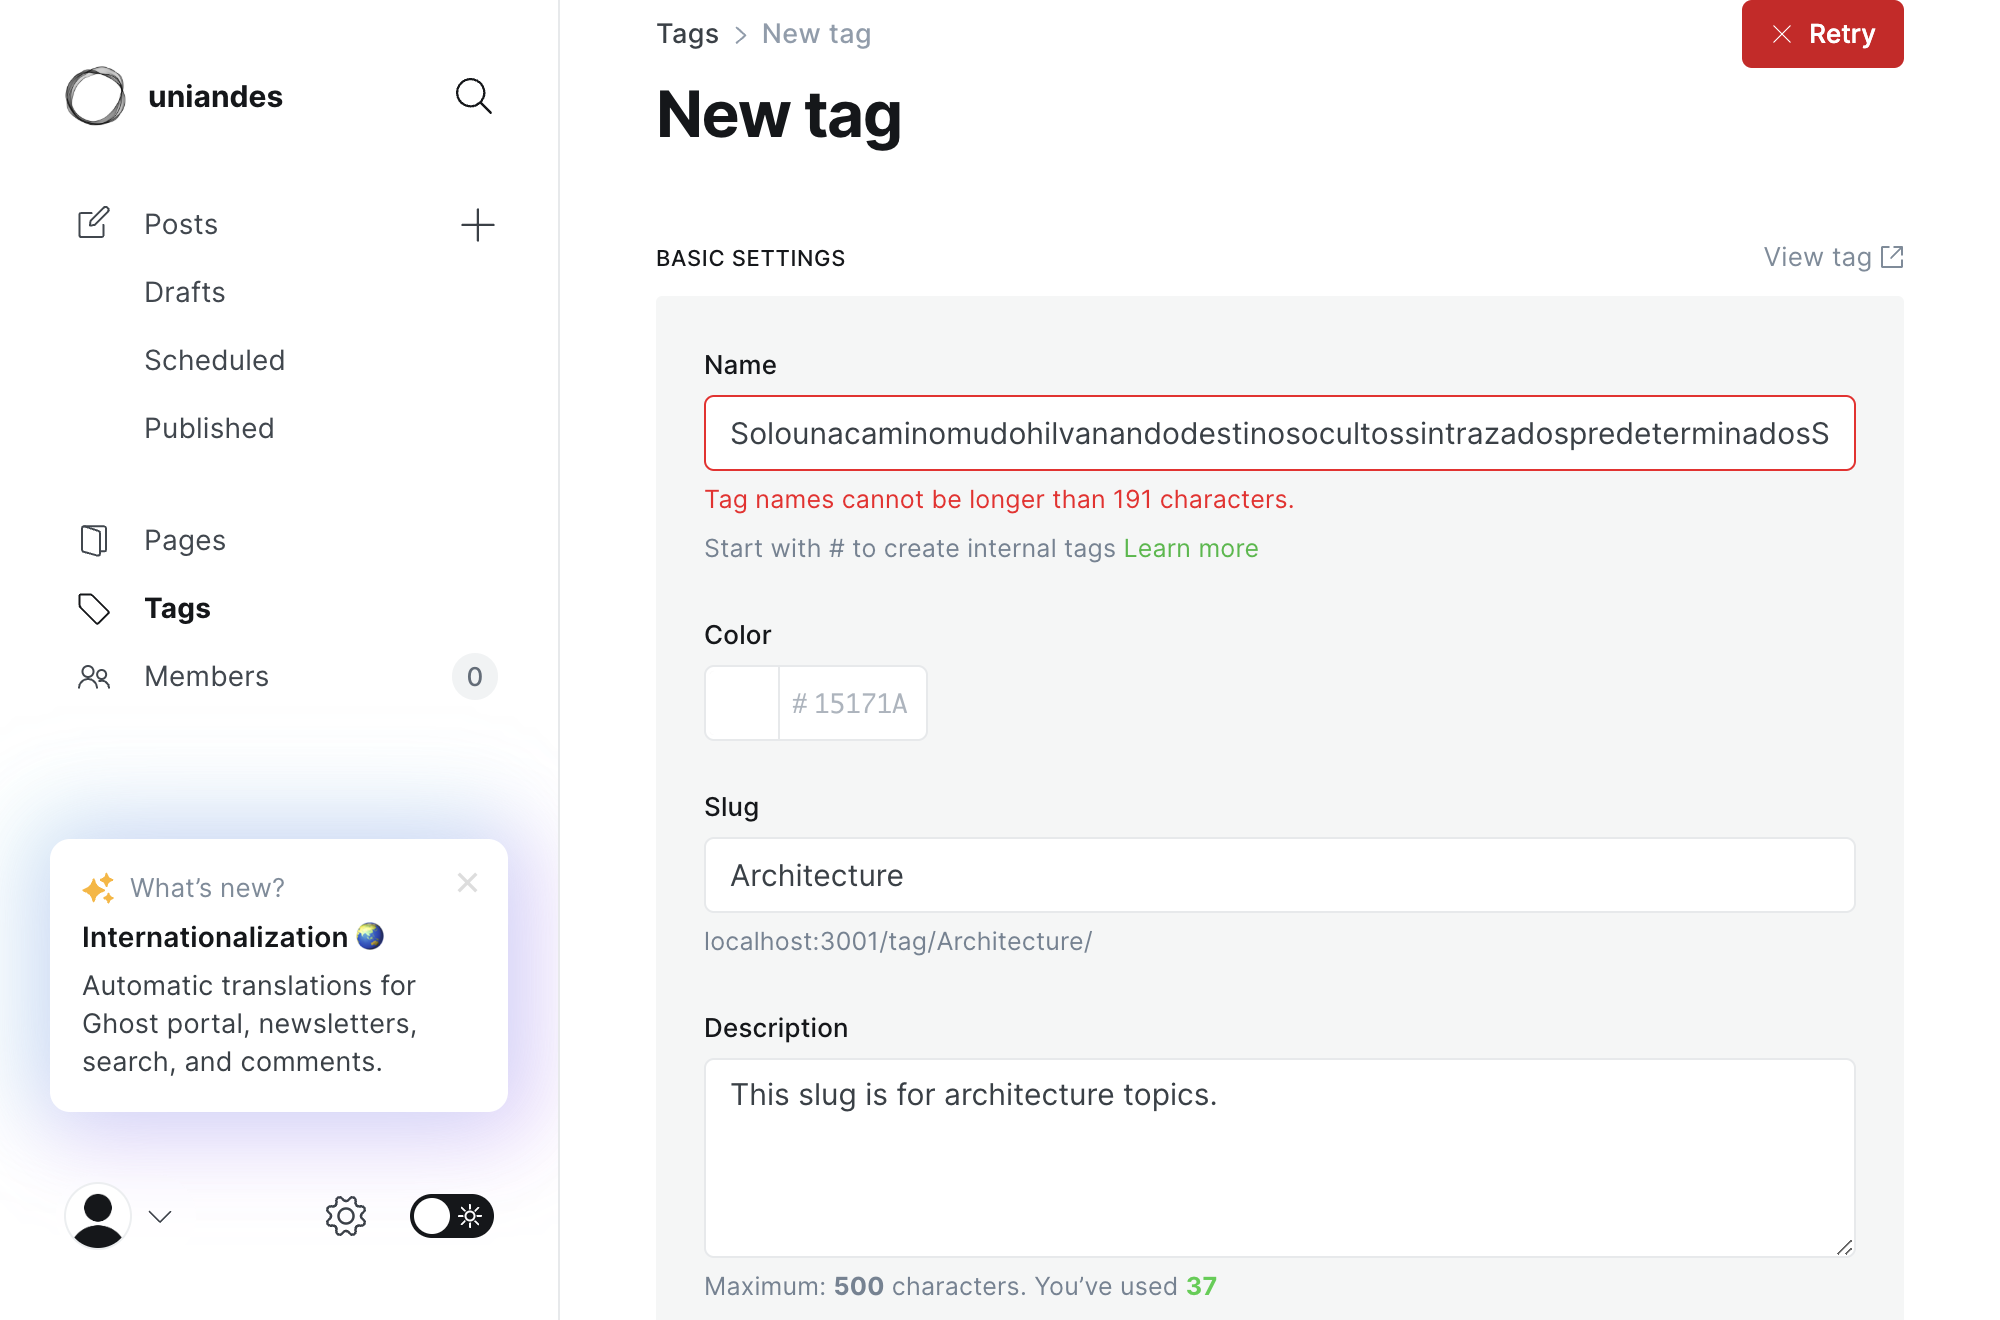 uniandes
Posts
Drafts
Scheduled
Published
Pages
Tags
Members 0
What’s new?
Internationalization
Automatic translations for
Ghost portal, newsletters,
search, and comments.
Tags > New tag
Retry
New tag
BASIC SETTINGS
View tag
Name
SolounacaminomudohilvanandodestinosocultossintrazadospredeterminadosS
Tag names cannot be longer than 191 characters.
Start with # to create internal tags Learn more
Color
# 15171A
Slug
Architecture
localhost:3001/tag/Architecture/
Description
This slug is for architecture topics.
Maximum: 500 characters. You’ve used 37